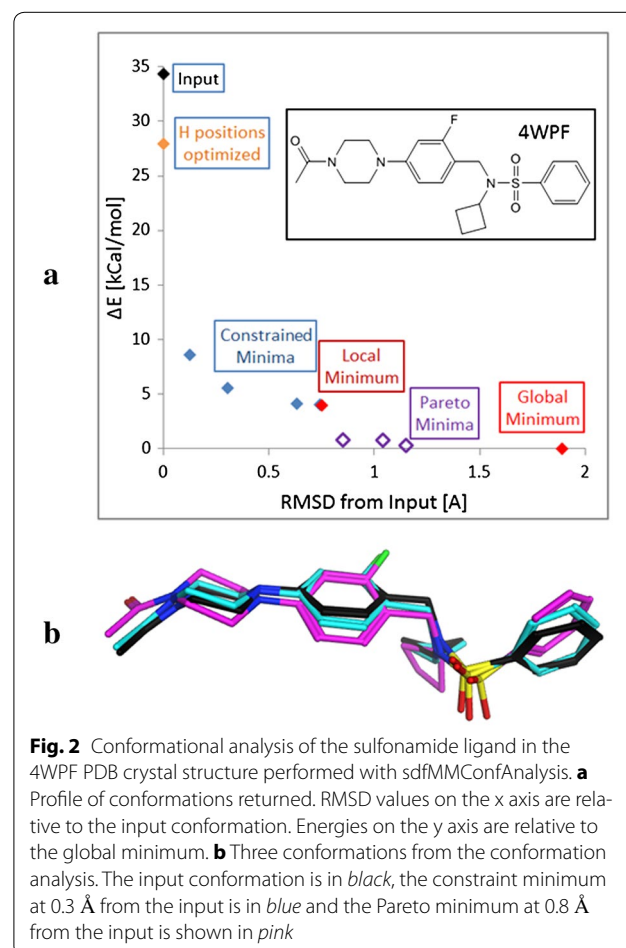 35
Input
30
H positions
optimized
25
F
4WPF
O
N
N
O
N
S
O
20
a
ΔE [kCal/mol]
15
10
Constrained
Minima
Local
Minimum
5
Pareto
Minima
Global
Minimum
0
0 0.5 1 1.5 2
RMSD from Input [A]
b
Fig. 2 Conformational analysis of the sulfonamide ligand in the
4WPF PDB crystal structure performed with sdfMMConfAnalysis. a
Profile of conformations returned. RMSD values on the x axis are rela-
tive to the input conformation. Energies on the y axis are relative to
the global minimum. b Three conformations from the conformation
analysis. The input conformation is in black, the constraint minimum
at 0.3 Å from the input is in blue and the Pareto minimum at 0.8 Å
from the input is shown in pink